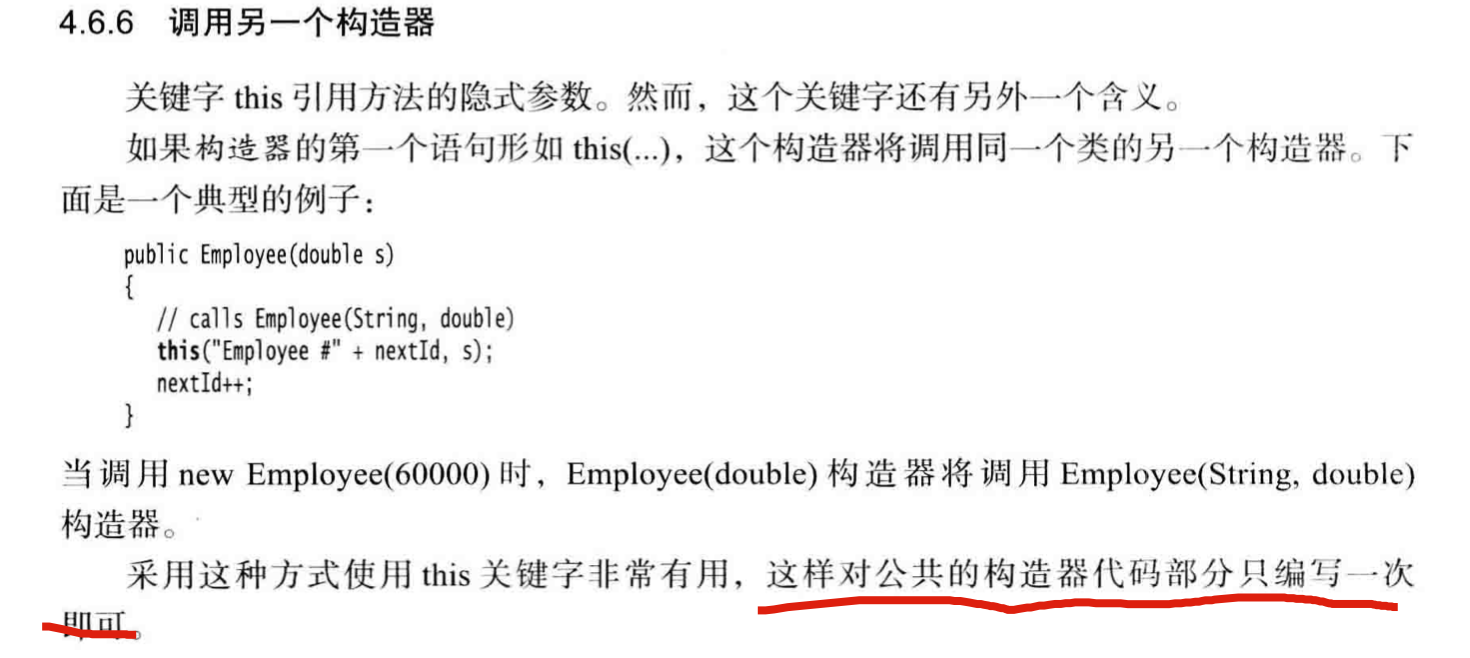 4.6.6 调用另一个构造器
关键字 this 引用方法的隐式参数。然而，这个关键字还有另外一个含义。
如果构造器的第一个语句形如 this(...)，这个构造器将调用同一个类的另一个构造器。下
面是一个典型的例子：
public Employee(double s)
{
// calls Employee(String, double)
this("Employee #" + nextId, s);
nextId++;
}
当调用 new Employee(60000) 时，Employee(double) 构造器将调用 Employee(String, double)
构造器。
采用这种方式使用 this 关键字非常有用，这样对公共的构造器代码部分只编写一次
即可。